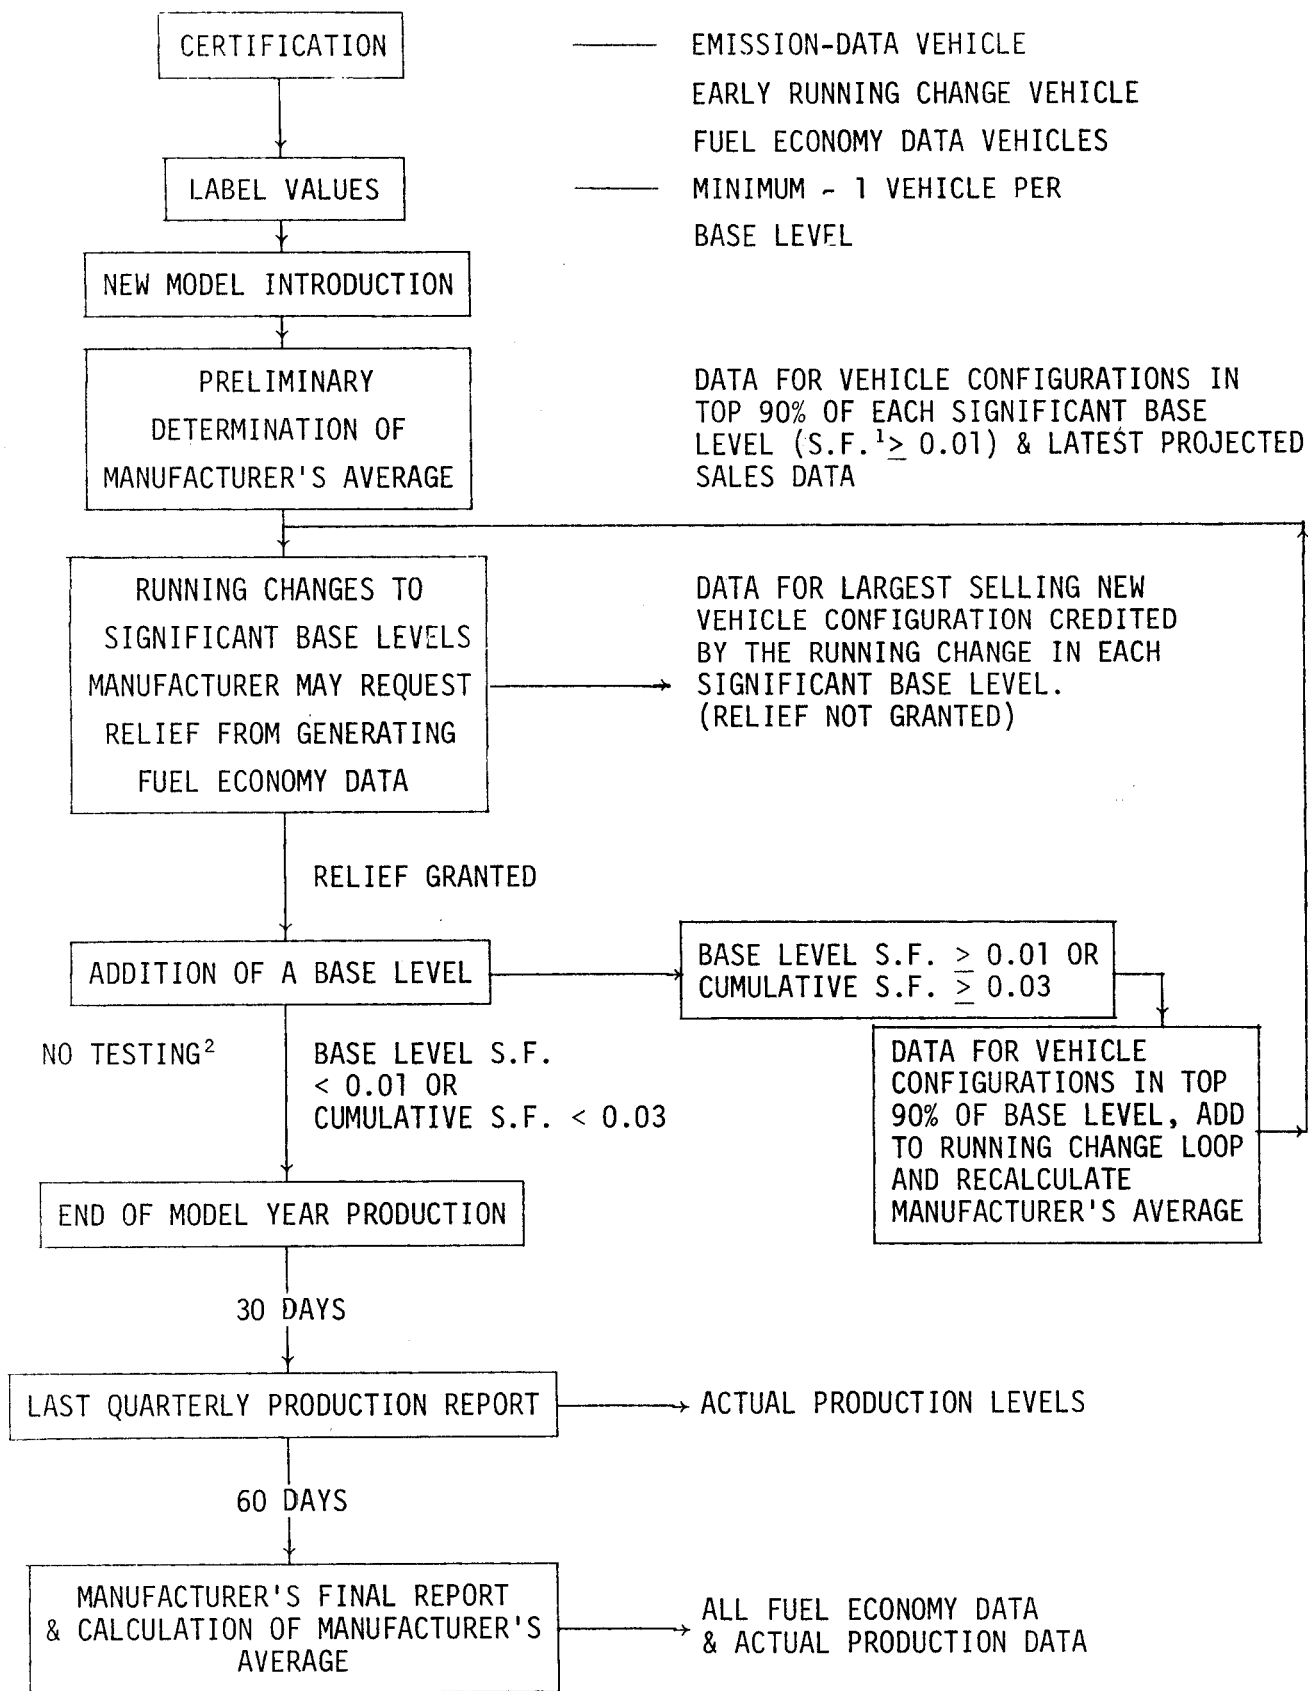 CERTIFICATION
EMISSION-DATA VEHICLE
EARLY RUNNING CHANGE VEHICLE
FUEL ECONOMY DATA VEHICLES
LABEL VALUES
MINIMUM - 1 VEHICLE PER
BASE LEVEL
NEW MODEL INTRODUCTION
PRELIMINARY
DETERMINATION OF
MANUFACTURER'S AVERAGE
DATA FOR VEHICLE CONFIGURATIONS IN
TOP 90% OF EACH SIGNIFICANT BASE
LEVEL (S.F.¹≥ 0.01) & LATEST PROJECTED
SALES DATA
RUNNING CHANGES TO
SIGNIFICANT BASE LEVELS
MANUFACTURER MAY REQUEST
RELIEF FROM GENERATING
FUEL ECONOMY DATA
DATA FOR LARGEST SELLING NEW
VEHICLE CONFIGURATION CREDITED
BY THE RUNNING CHANGE IN EACH
SIGNIFICANT BASE LEVEL.
(RELIEF NOT GRANTED)
RELIEF GRANTED
ADDITION OF A BASE LEVEL
BASE LEVEL S.F. ≥ 0.01 OR
CUMULATIVE S.F. ≥ 0.03
NO TESTING²
BASE LEVEL S.F.
< 0.01 OR
CUMULATIVE S.F. < 0.03
DATA FOR VEHICLE
CONFIGURATIONS IN TOP
90% OF BASE LEVEL, ADD
TO RUNNING CHANGE LOOP
AND RECALCULATE
MANUFACTURER'S AVERAGE
END OF MODEL YEAR PRODUCTION
30 DAYS
LAST QUARTERLY PRODUCTION REPORT
ACTUAL PRODUCTION LEVELS
60 DAYS
MANUFACTURER'S FINAL REPORT
& CALCULATION OF MANUFACTURER'S
AVERAGE
ALL FUEL ECONOMY DATA
& ACTUAL PRODUCTION DATA